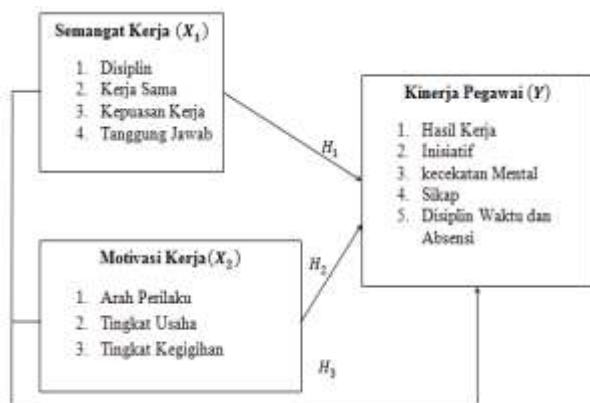 Semangat Kerja (X₁)
1. Disiplin
2. Kerja Sama
3. Kepuasan Kerja
4. Tanggung Jawab
H₁
Kinerja Pegawai (Y)
1. Hasil Kerja
2. Inisiatif
3. kecekatan Mental
4. Sikap
5. Disiplin Waktu dan
Absensi
Motivasi Kerja(X₂)
1. Arah Perilaku
2. Tingkat Usaha
3. Tingkat Kegigihan
H₂
H₃